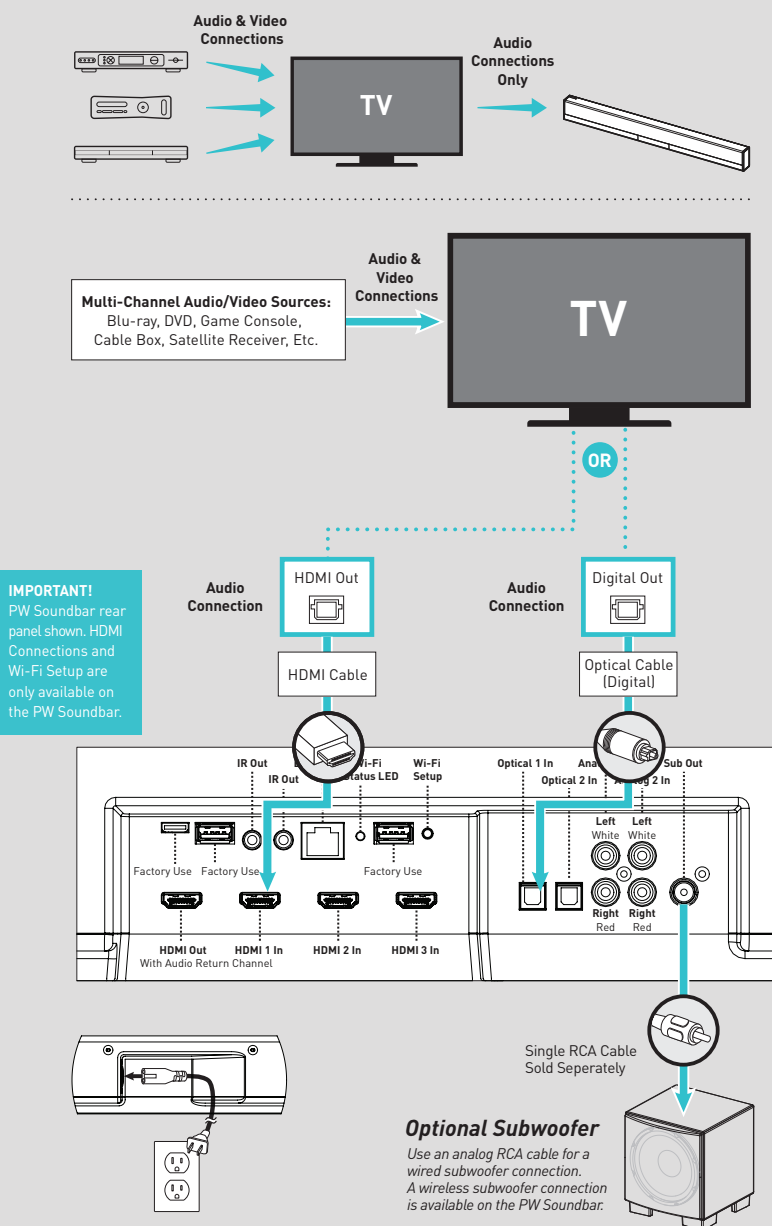 Audio & Video
Connections
Audio
Connections
Only
TV
Audio &
Video
Connections
Multi-Channel Audio/Video Sources:
Blu-ray, DVD, Game Console,
Cable Box, Satellite Receiver, Etc.
TV
OR
IMPORTANT!
PW Soundbar rear
panel shown. HDMI
Connections and
Wi-Fi Setup are
only available on
the PW Soundbar.
Audio
Connection
HDMI Out
HDMI Cable
Audio
Connection
Digital Out
Optical Cable
(Digital)
IR Out
IR Out
Status LED
Wi-Fi
Setup
Optical 1 In
Optical 2 In
2 In
Sub Out
Left
White
Left
White
Factory Use
Factory Use
Factory Use
Right
Red
Right
Red
HDMI Out
With Audio Return Channel
HDMI 1 In
HDMI 2 In
HDMI 3 In
Single RCA Cable
Sold Seperately
Optional Subwoofer
Use an analog RCA cable for a
wired subwoofer connection.
A wireless subwoofer connection
is available on the PW Soundbar.